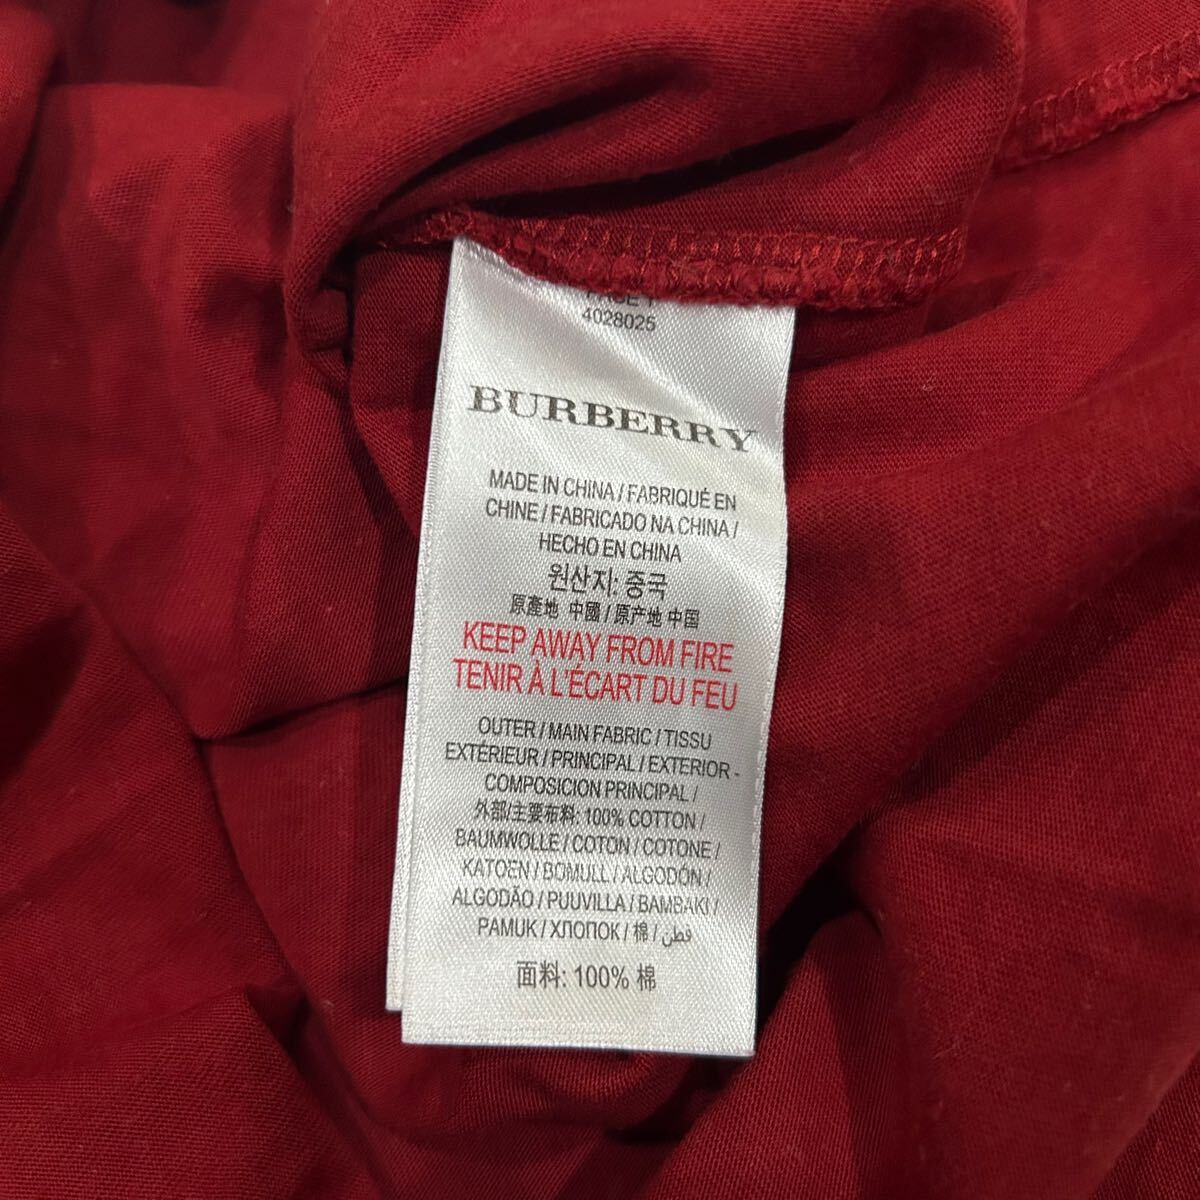 4028025
BURBERRY
MADE IN CHINA / FABRIQUÉ EN
CHINE / FABRICADO NA CHINA /
HECHO EN CHINA
원산지: 중국
原產地 中國 / 原产地 中国
KEEP AWAY FROM FIRE
TENIR À L'ÉCART DU FEU
OUTER / MAIN FABRIC / TISSU
EXTÉRIEUR / PRINCIPAL / EXTERIOR -
COMPOSICION PRINCIPAL /
外部/主要布料: 100% COTTON /
BAUMWOLLE / COTON / COTONE /
KATOEN / BOMULL / ALGODÓN /
ALGODÃO / PUUVILLA / BAMBAKI /
PAMUK / ХЛОПОК / 棉 / قطن
面料: 100% 棉